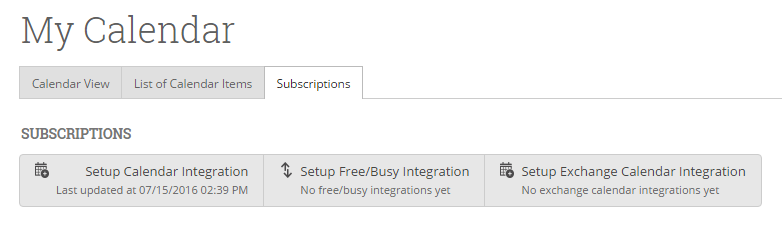 My Calendar
Calendar View List of Calendar Items Subscriptions
SUBSCRIPTIONS
Setup Calendar Integration Setup Free/Busy Integration Setup Exchange Calendar Integration
Last updated at 07/15/2016 02:39 PM No free/busy integrations yet No exchange calendar integrations yet